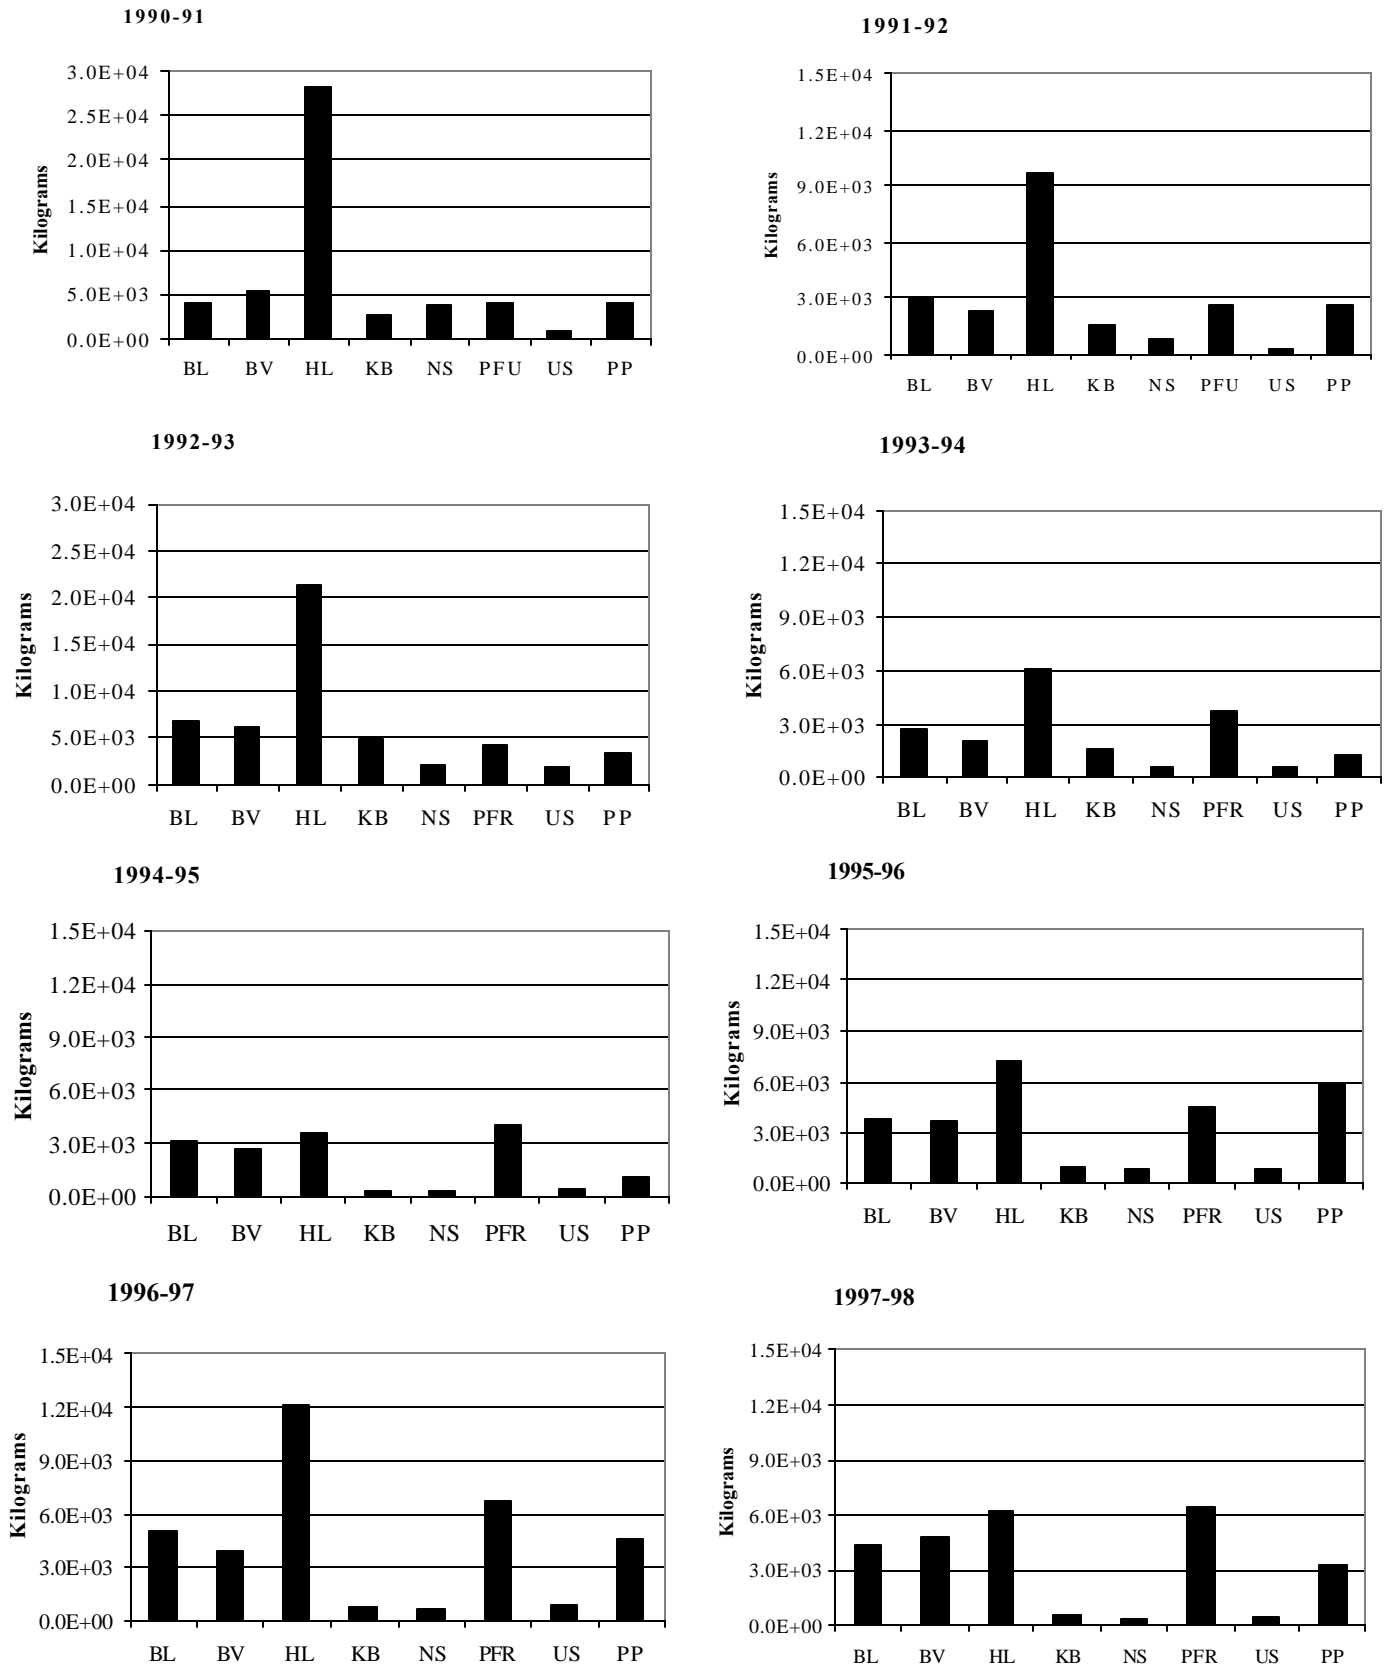 1990-91
3.0E+04
2.5E+04
2.0E+04
1.5E+04
1.0E+04
5.0E+03
0.0E+00
Kilograms
BL BV HL KB NS PFU US PP
1991-92
1.5E+04
1.2E+04
9.0E+03
6.0E+03
3.0E+03
0.0E+00
Kilograms
BL BV HL KB NS PFU US PP
1992-93
3.0E+04
2.5E+04
2.0E+04
1.5E+04
1.0E+04
5.0E+03
0.0E+00
Kilograms
BL BV HL KB NS PFR US PP
1993-94
1.5E+04
1.2E+04
9.0E+03
6.0E+03
3.0E+03
0.0E+00
Kilograms
BL BV HL KB NS PFR US PP
1994-95
1.5E+04
1.2E+04
9.0E+03
6.0E+03
3.0E+03
0.0E+00
Kilograms
BL BV HL KB NS PFR US PP
1995-96
1.5E+04
1.2E+04
9.0E+03
6.0E+03
3.0E+03
0.0E+00
Kilograms
BL BV HL KB NS PFR US PP
1996-97
1.5E+04
1.2E+04
9.0E+03
6.0E+03
3.0E+03
0.0E+00
Kilograms
BL BV HL KB NS PFR US PP
1997-98
1.5E+04
1.2E+04
9.0E+03
6.0E+03
3.0E+03
0.0E+00
Kilograms
BL BV HL KB NS PFR US PP